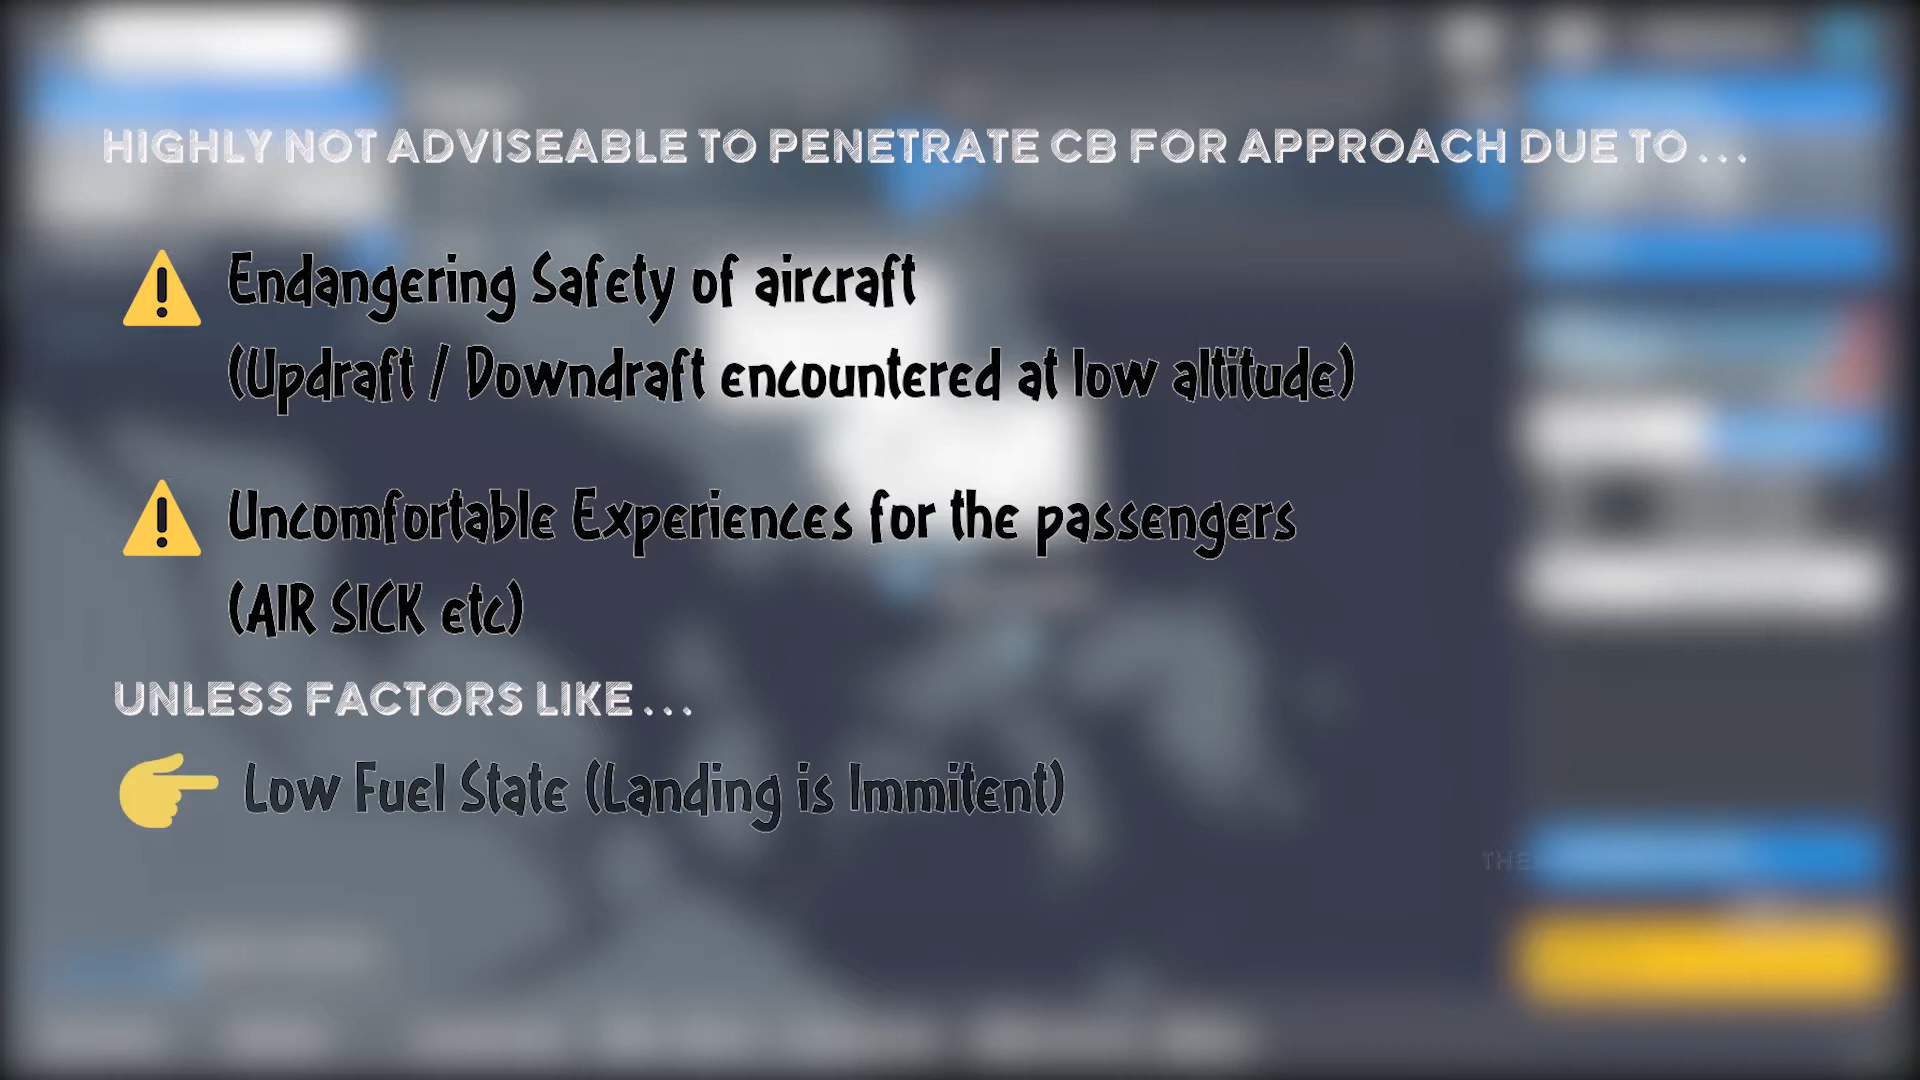 HIGHLY NOT ADVISEABLE TO PENETRATE CB FOR APPROACH DUE TO...
⚠️ Endangering Safety of aircraft
(Updraft / Downdraft encountered at low altitude)
⚠️ Uncomfortable Experiences for the passengers
(AIR SICK etc)
UNLESS FACTORS LIKE...
👉 Low Fuel State (Landing is Immitent)
THE